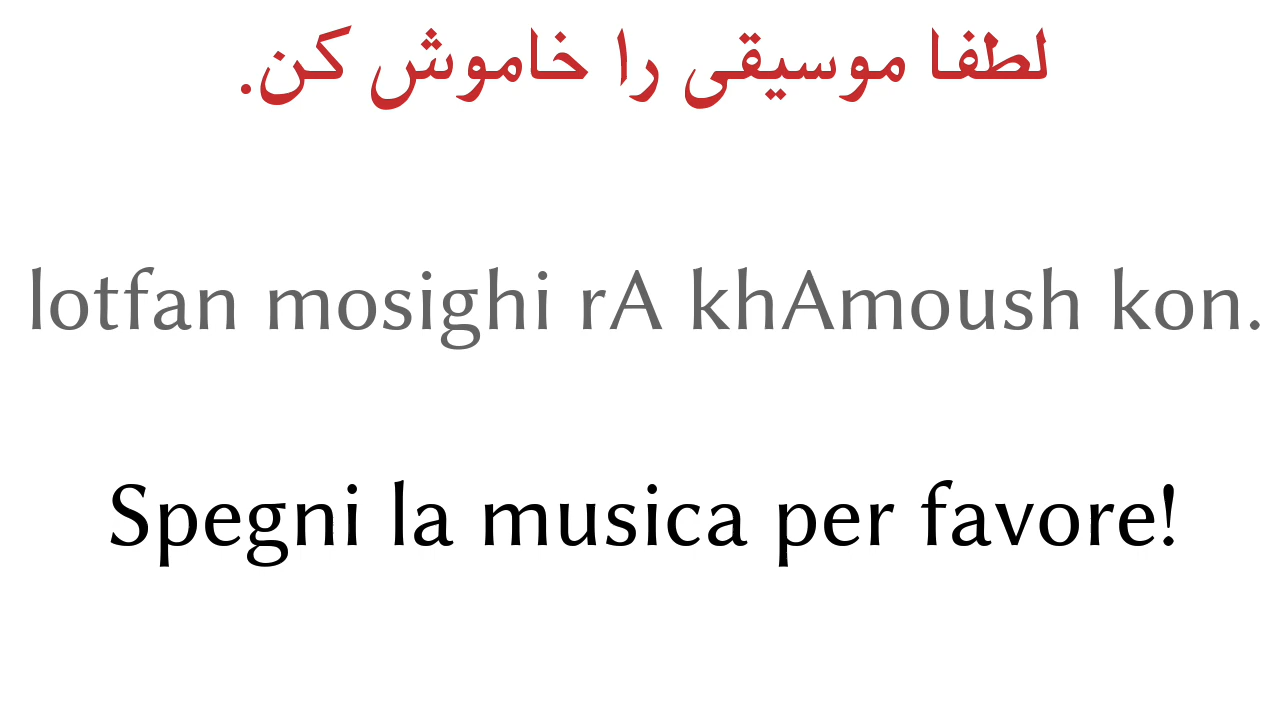 لطفا موسیقی را خاموش کن.
lotfan mosighi rA khAmoush kon.
Spegni la musica per favore!